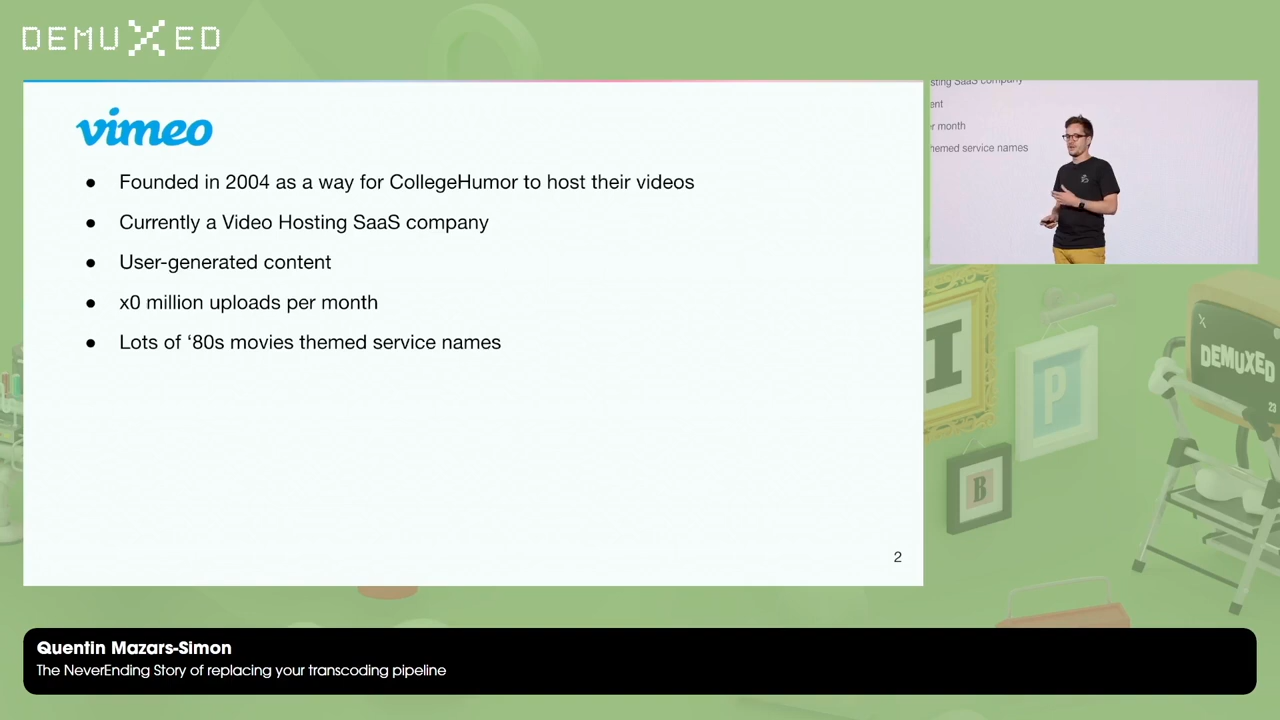 DEMUXED
vimeo
● Founded in 2004 as a way for CollegeHumor to host their videos
● Currently a Video Hosting SaaS company
● User-generated content
● x0 million uploads per month
● Lots of ‘80s movies themed service names
2
sting SaaS company
ent
r month
hemed service names
I
P
B
DEMUXED
23
Quentin Mazars-Simon
The NeverEnding Story of replacing your transcoding pipeline